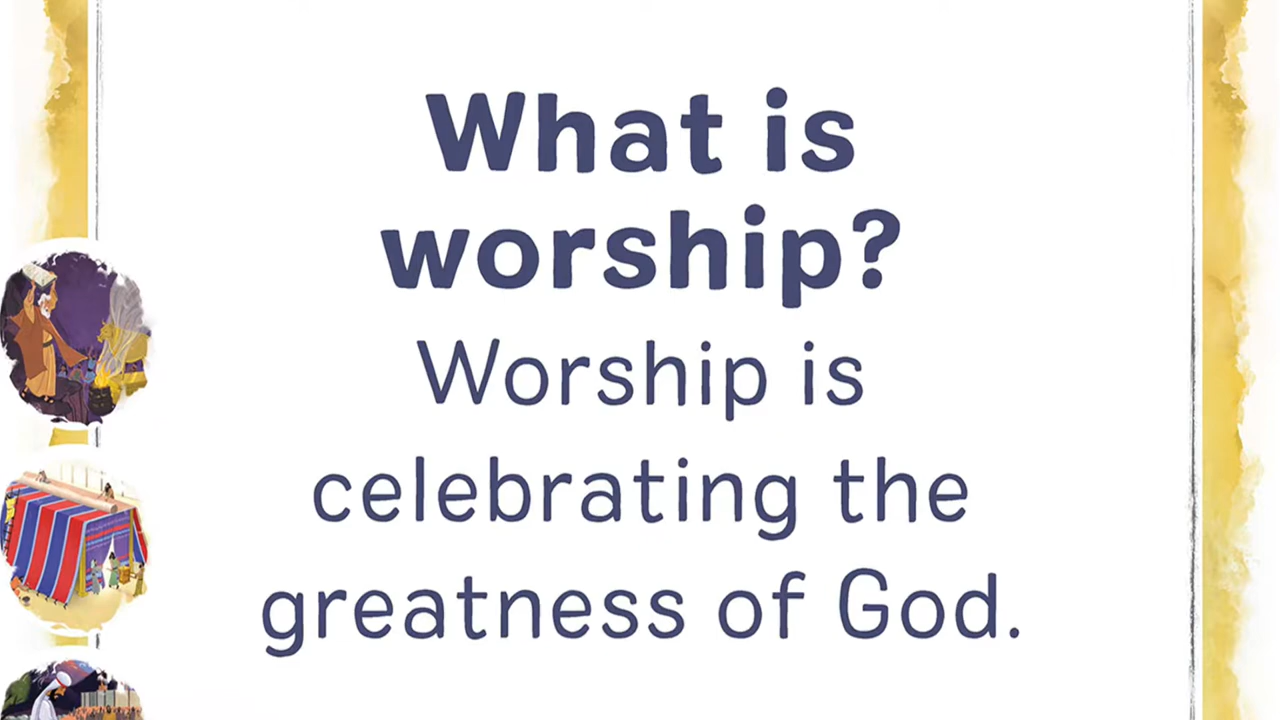 What is
worship?
Worship is
celebrating the
greatness of God.